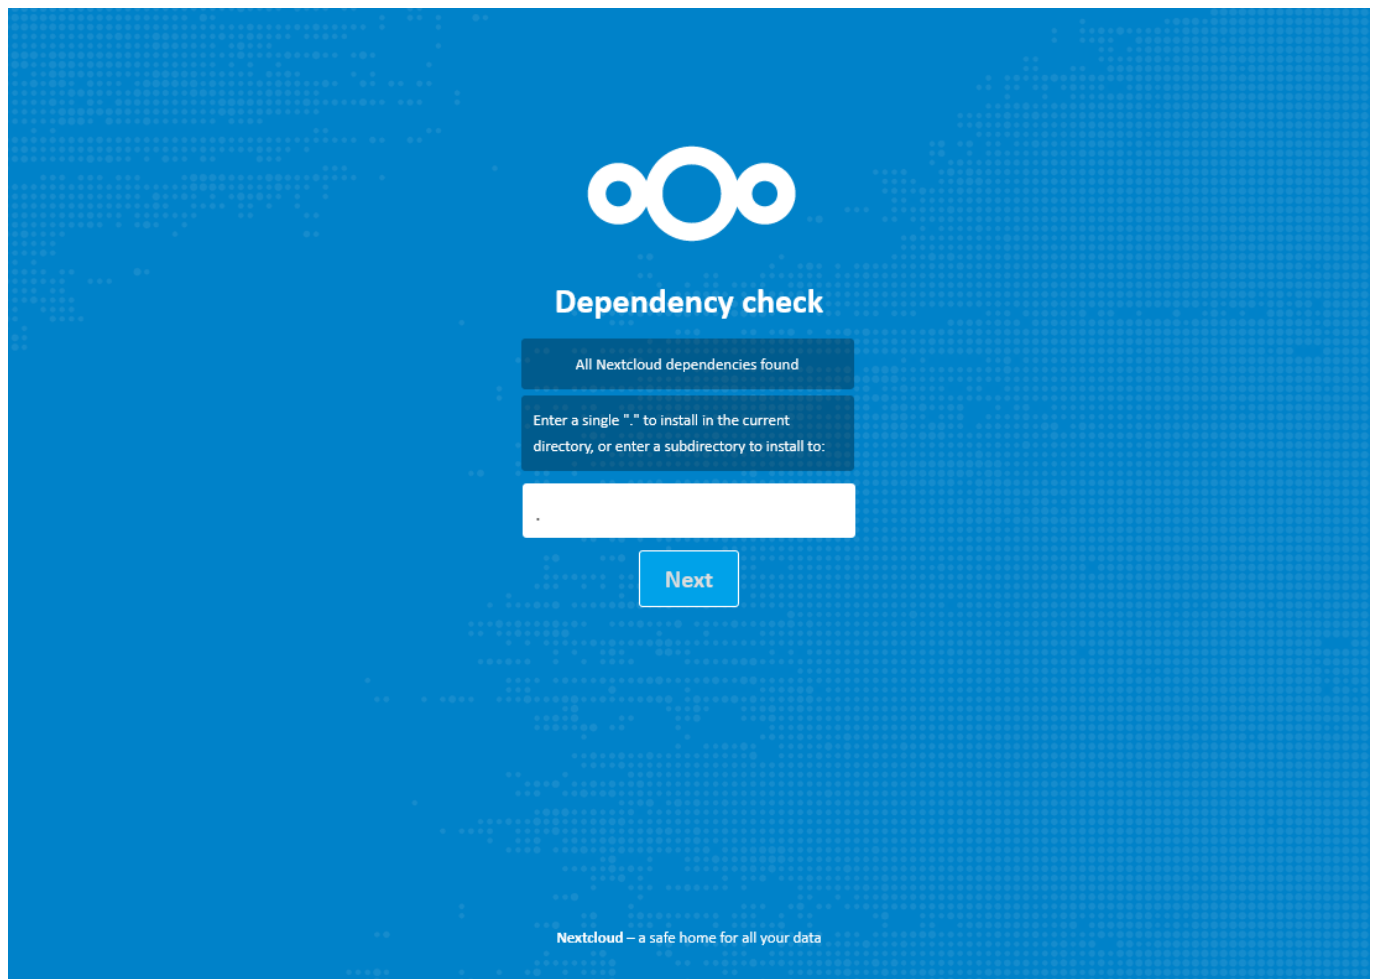 Dependency check
All Nextcloud dependencies found
Enter a single "." to install in the current
directory, or enter a subdirectory to install to:
.
Next
Nextcloud – a safe home for all your data